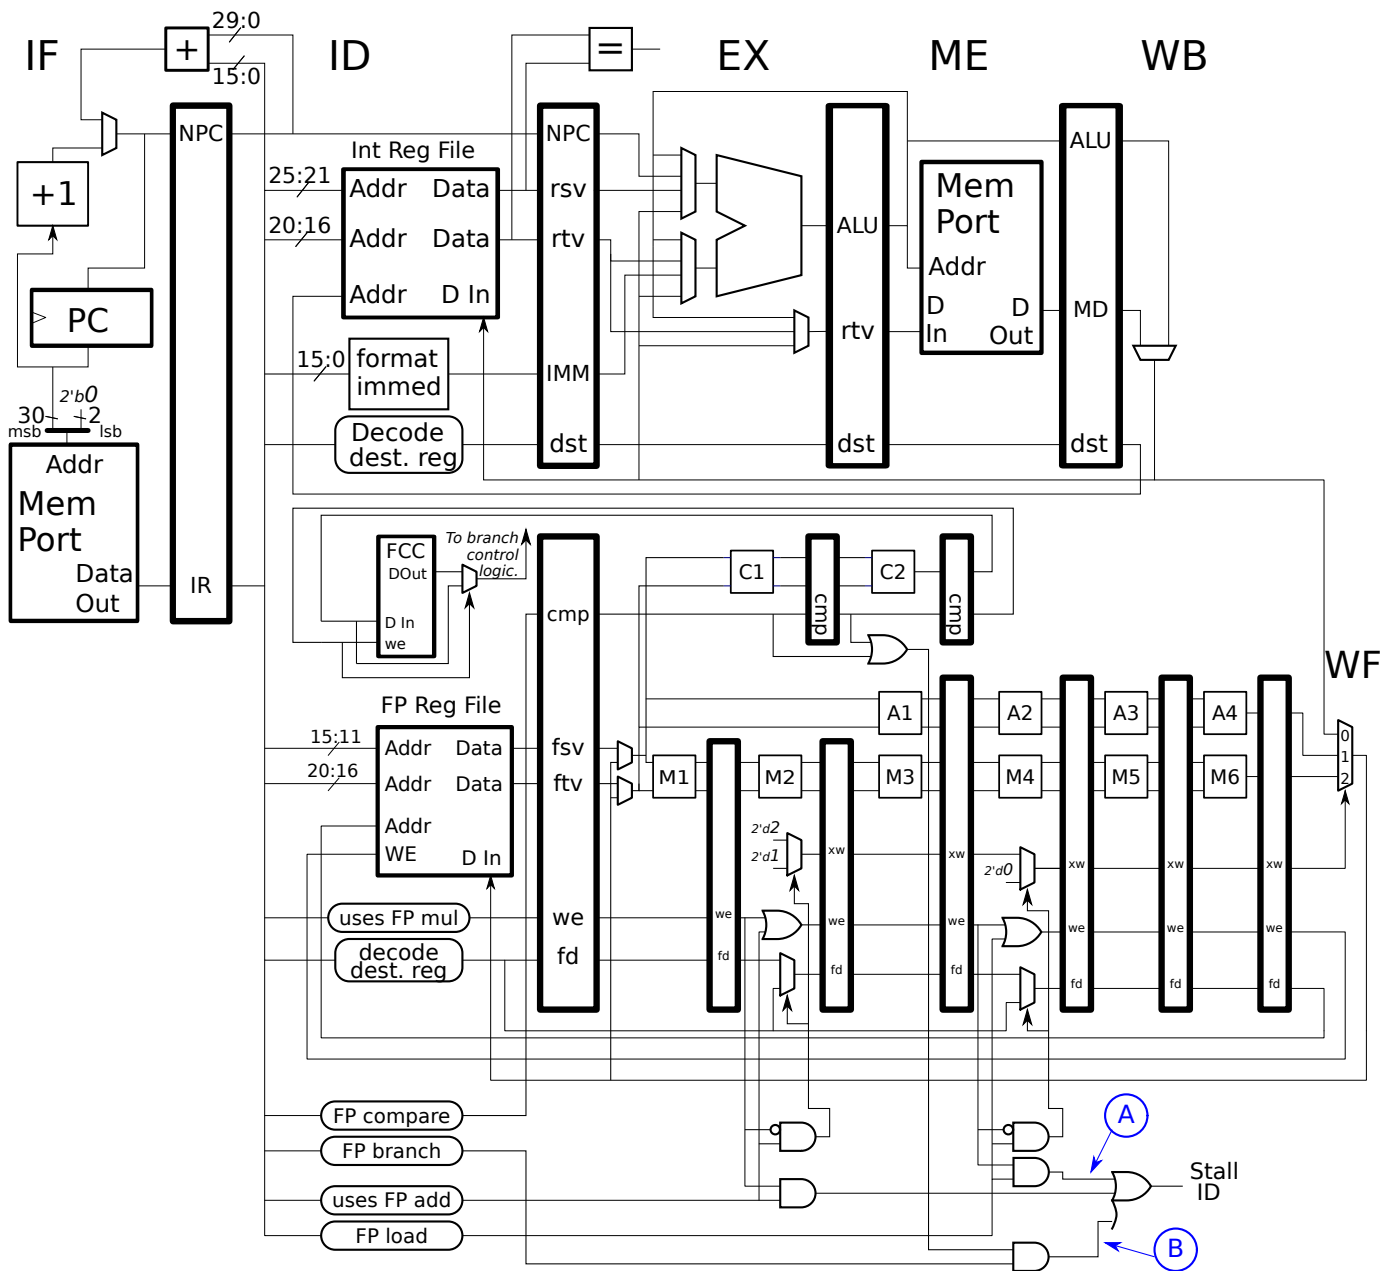 IF
ID
EX
ME
WB
29:0
+
15:0
=
NPC
NPC
ALU
+1
Int Reg File
25:21
Addr
Data
rsv
Mem
Port
20:16
Addr
Data
rtv
ALU
Addr
Addr
D In
PC
D
In
D
Out
MD
rtv
15:0
format
immed
IMM
2'b0
30
2
msb
lsb
Decode
dest. reg
dst
dst
dst
Addr
Mem
Port
Data
Out
IR
FCC
DOut
D In
we
To branch
control
logic.
cmp
C1
cmp
C2
cmp
WF
FP Reg File
15:11
Addr
Data
fsv
20:16
Addr
Data
ftv
Addr
WE
D In
A1
A2
A3
A4
M1
M2
M3
M4
M5
M6
0
1
2
2'd2
2'd1
xw
xw
2'd0
xw
xw
xw
uses FP mul
we
we
we
we
we
we
we
decode
dest. reg
fd
fd
fd
fd
fd
fd
fd
FP compare
FP branch
uses FP add
FP load
A
Stall
ID
B